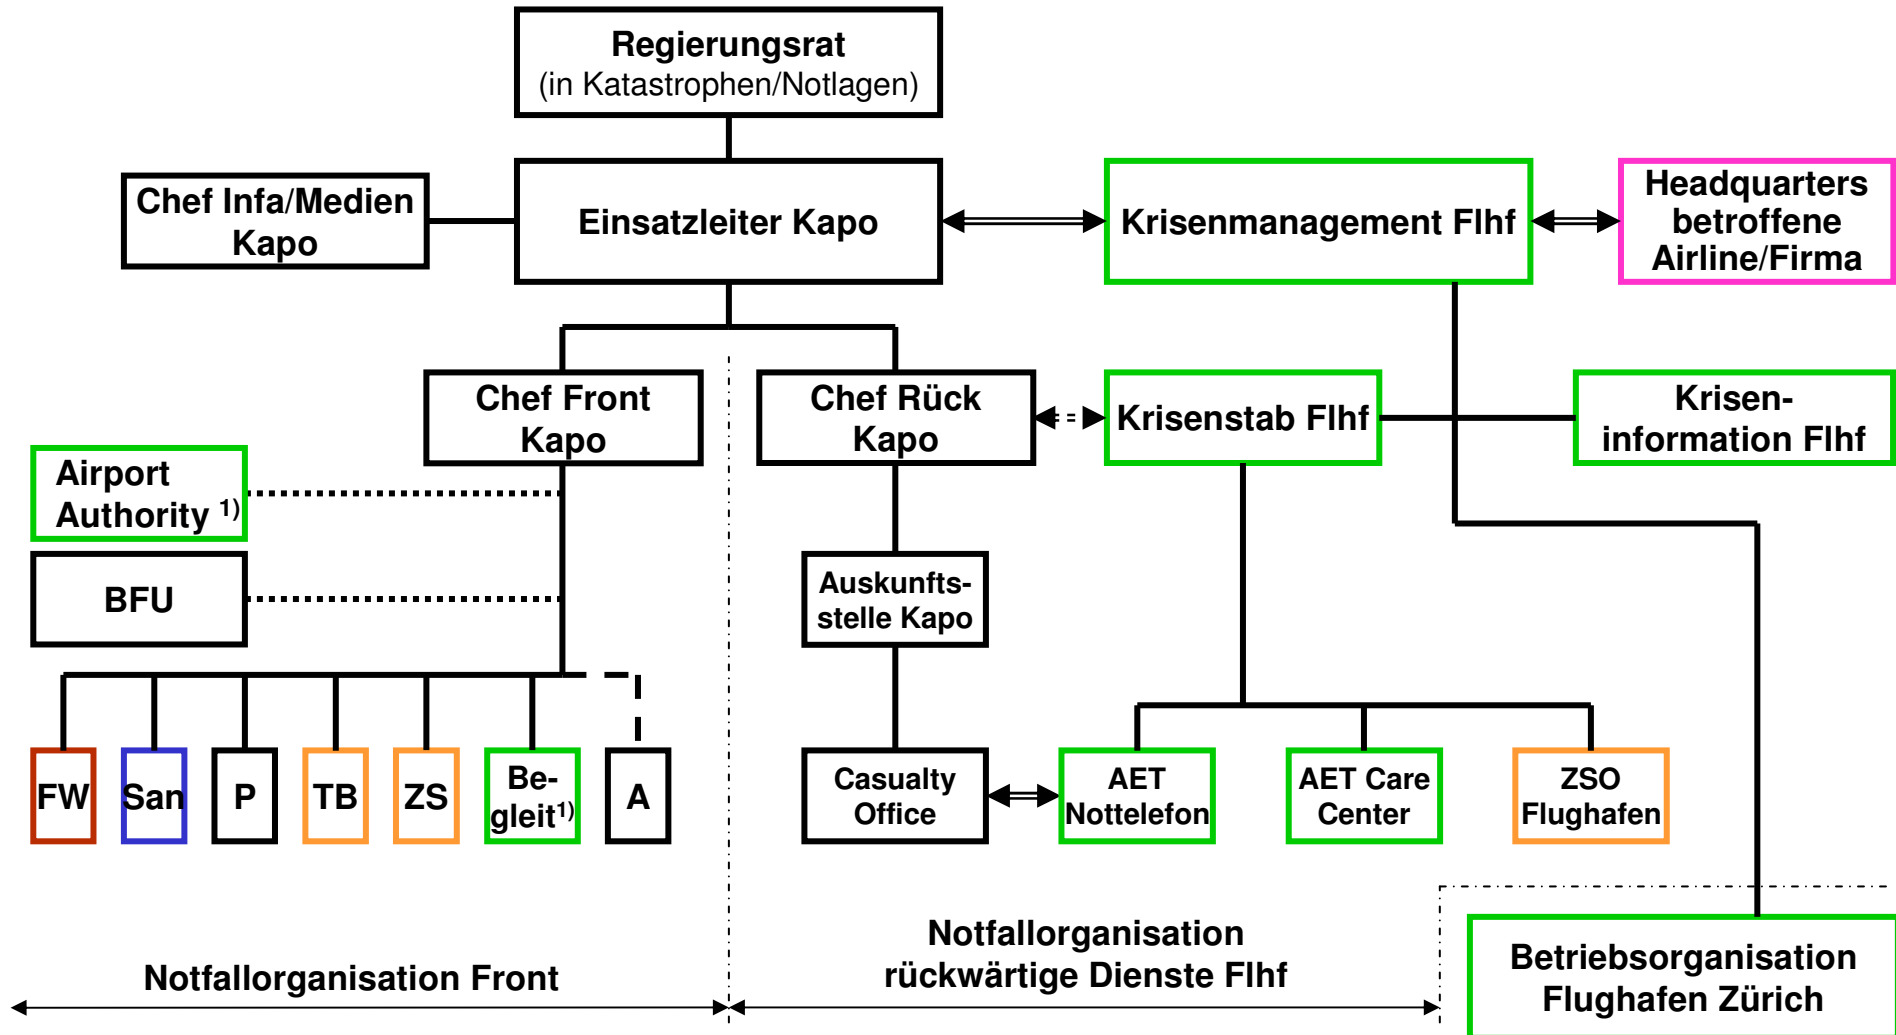 Regierungsrat
(in Katastrophen/Notlagen)
Chef Infa/Medien
Kapo
Einsatzleiter Kapo
Krisenmanagement Flhf
Headquarters
betroffene
Airline/Firma
Chef Front
Kapo
Chef Rück
Kapo
Krisenstab Flhf
Krisen-
information Flhf
Airport
Authority 1)
BFU
Auskunfts-
stelle Kapo
FW
San
P
TB
ZS
Be-
gleit1)
A
Casualty
Office
AET
Nottelefon
AET Care
Center
ZSO
Flughafen
Notfallorganisation Front
Notfallorganisation
rückwärtige Dienste Flhf
Betriebsorganisation
Flughafen Zürich